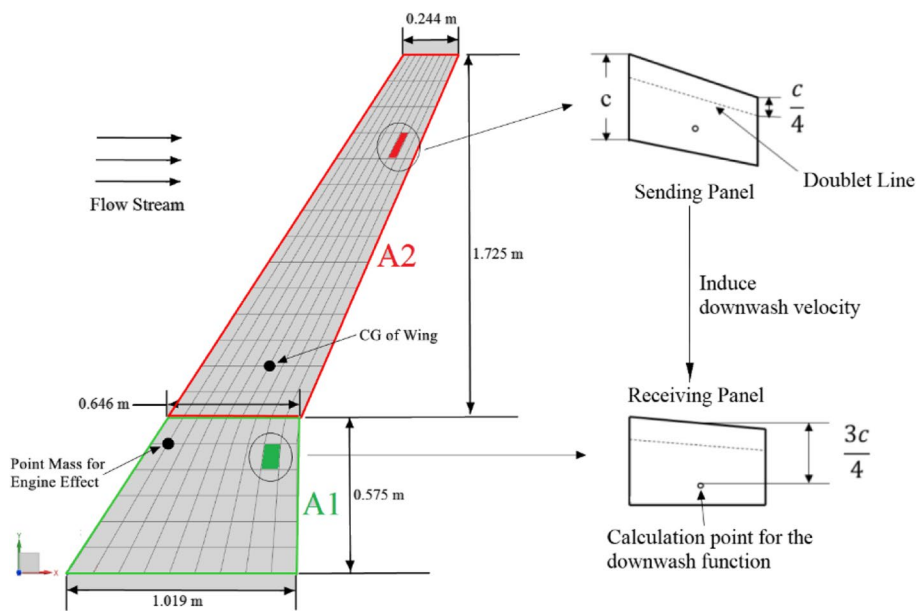 0.244 m
c
c
4
Doublet Line
Sending Panel
Flow Stream
A2
1.725 m
Induce
downwash velocity
CG of Wing
Receiving Panel
0.646 m
3c
4
Point Mass for
Engine Effect
A1
0.575 m
Calculation point for the
downwash function
Y
X
1.019 m